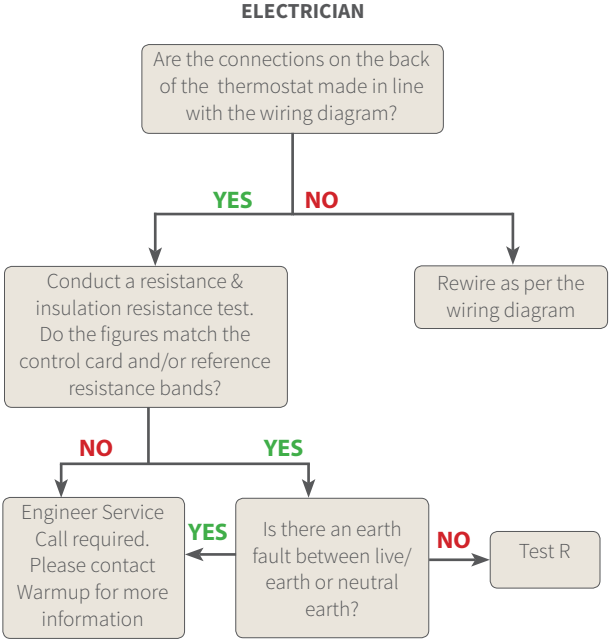 ELECTRICIAN
Are the connections on the back
of the thermostat made in line
with the wiring diagram?
YES
NO
Conduct a resistance &
insulation resistance test.
Do the figures match the
control card and/or reference
resistance bands?
Rewire as per the
wiring diagram
NO
YES
Engineer Service
Call required.
Please contact
Warmup for more
information
YES
Is there an earth
fault between live/
earth or neutral
earth?
NO
Test R